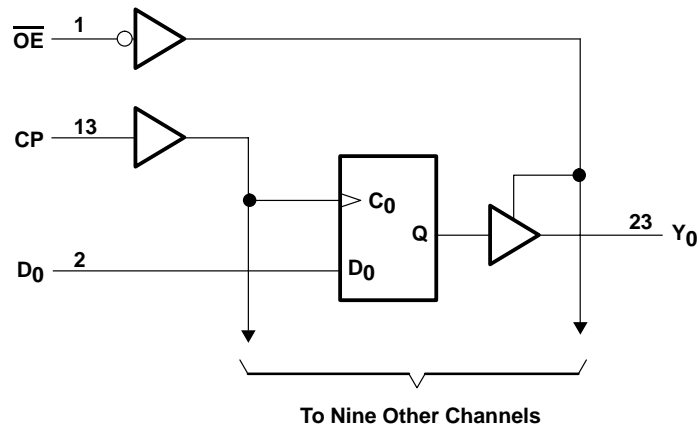 OE 1
CP 13
C0
Q
23 Y0
D0 2
D0
To Nine Other Channels